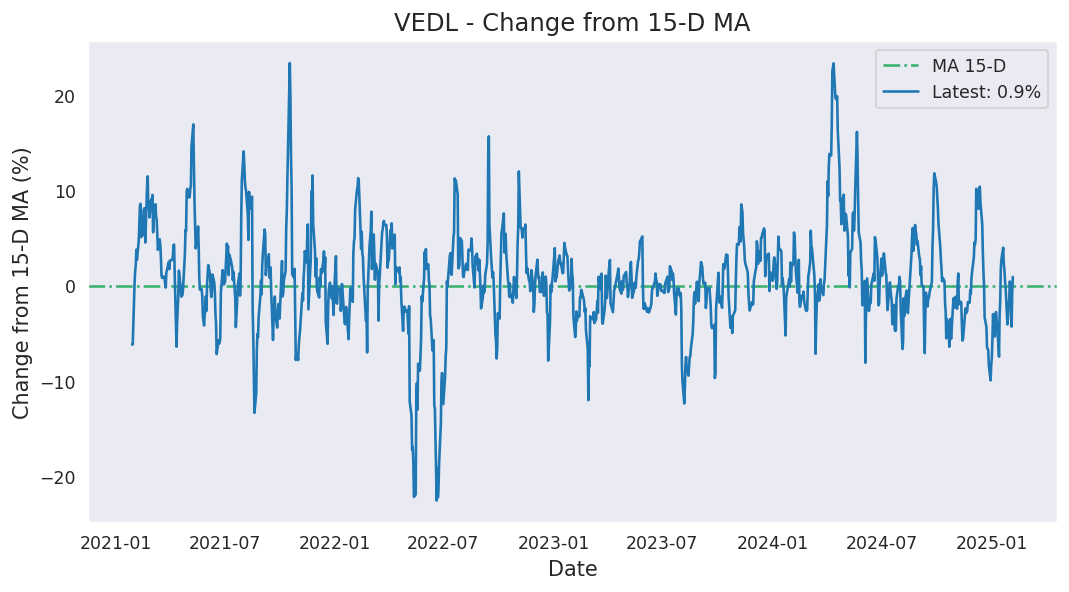 VEDL - Change from 15-D MA
MA 15-D
Latest: 0.9%
Change from 15-D MA (%)
20
10
0
−10
−20
2021-01 2021-07 2022-01 2022-07 2023-01 2023-07 2024-01 2024-07 2025-01
Date